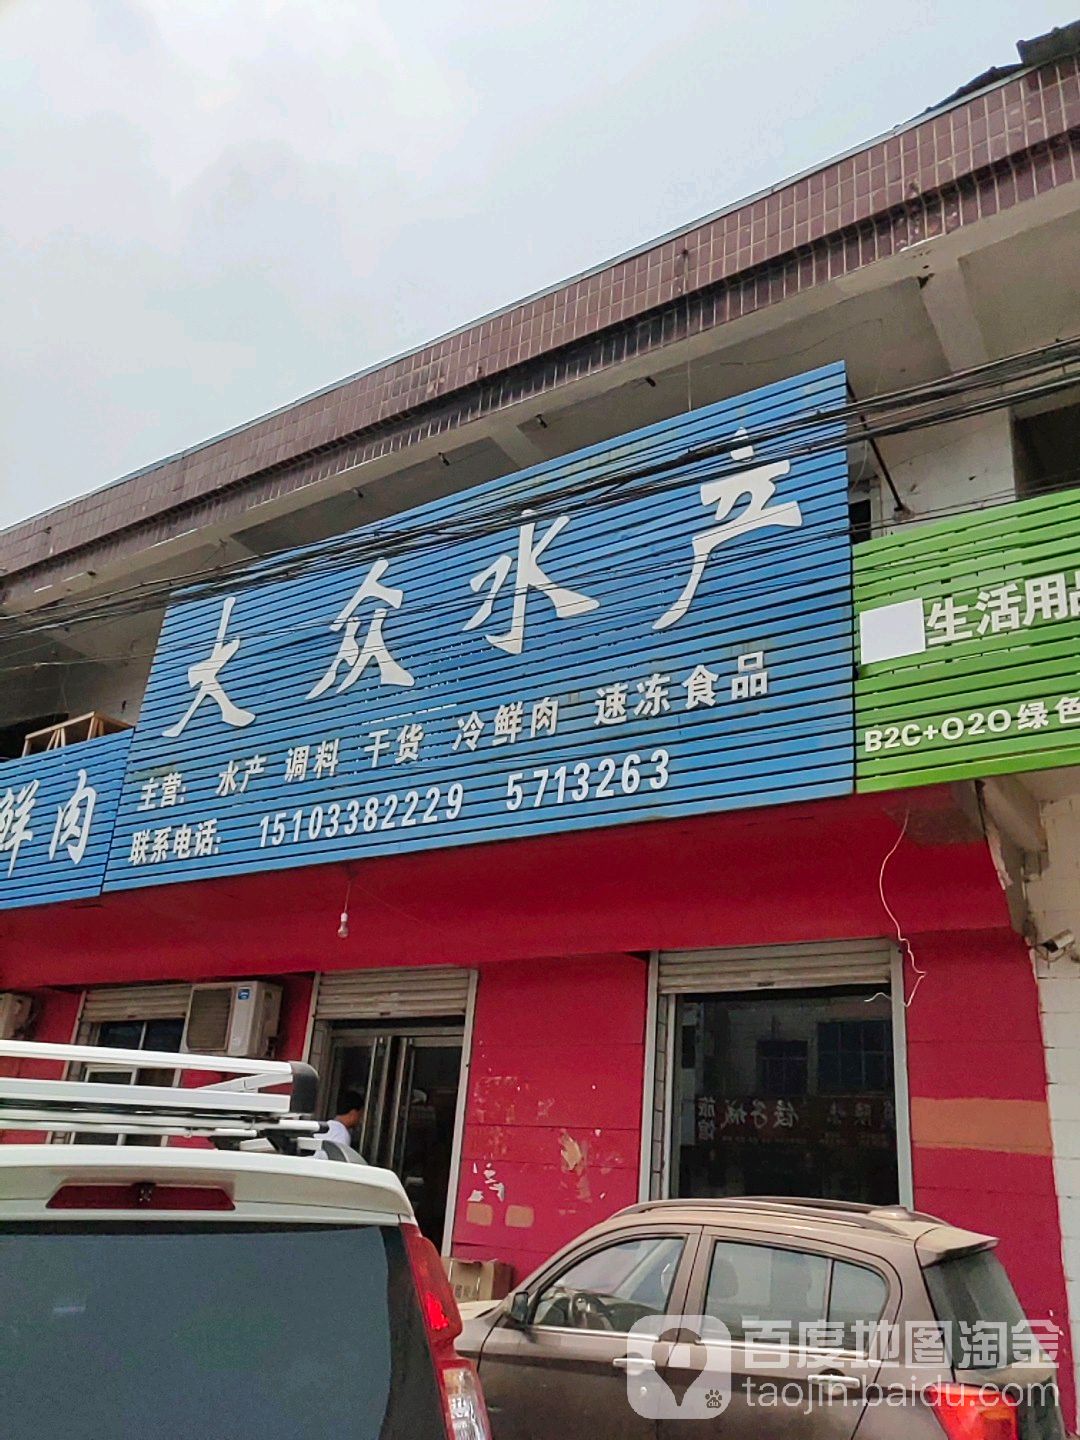 大众水产
主营: 水产 调料 干货 冷鲜肉 速冻食品
联系电话: 15103382229 5713263
鲜肉
生活用品
B2C+O2O绿色
百度地图淘金
taojin.baidu.com